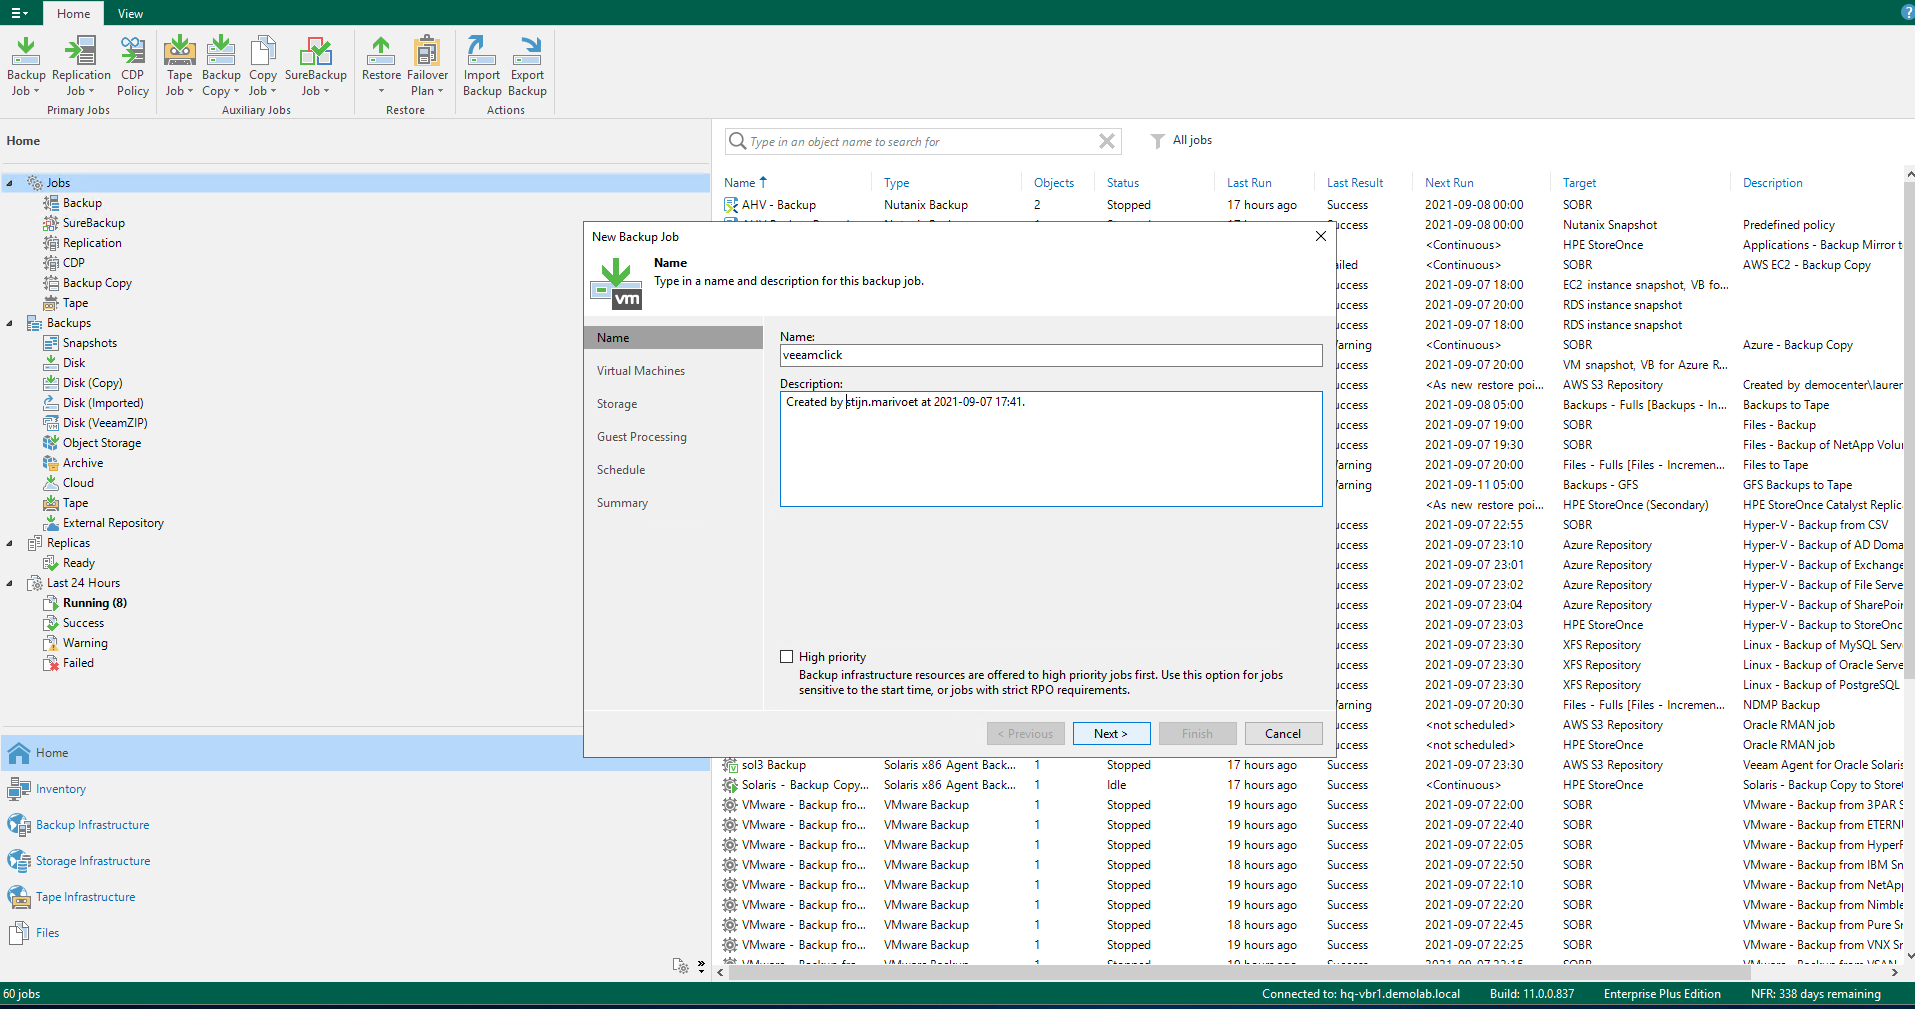 Home View
Backup Job Replication Job CDP Policy Tape Job Backup Copy Copy Job SureBackup Job Restore Failover Plan Import Backup Export Backup
Primary Jobs Auxiliary Jobs Restore Actions
Home
Type in an object name to search for
All jobs
Jobs
Backup
SureBackup
Replication
CDP
Backup Copy
Tape
Backups
Snapshots
Disk
Disk (Copy)
Disk (Imported)
Disk (VeeamZIP)
Object Storage
Archive
Cloud
Tape
External Repository
Replicas
Ready
Last 24 Hours
Running (8)
Success
Warning
Failed
Home
Inventory
Backup Infrastructure
Storage Infrastructure
Tape Infrastructure
Files
Name Type Objects Status Last Run Last Result Next Run Target Description
AHV - Backup Nutanix Backup 2 Stopped 17 hours ago Success 2021-09-08 00:00 SOBR
2021-09-08 00:00 Nutanix Snapshot Predefined policy
<Continuous> HPE StoreOnce Applications - Backup Mirror t
<Continuous> SOBR AWS EC2 - Backup Copy
2021-09-07 18:00 EC2 instance snapshot, VB fo...
2021-09-07 20:00 RDS instance snapshot
2021-09-07 18:00 RDS instance snapshot
<Continuous> SOBR Azure - Backup Copy
2021-09-07 20:00 VM snapshot, VB for Azure R...
<As new restore poi... AWS S3 Repository Created by democenter\lauren
2021-09-08 05:00 Backups - Fulls [Backups - In... Backups to Tape
2021-09-07 19:00 SOBR Files - Backup
2021-09-07 19:30 SOBR Files - Backup of NetApp Volu
2021-09-07 20:00 Files - Fulls [Files - Incremen... Files to Tape
2021-09-11 05:00 Backups - GFS GFS Backups to Tape
<As new restore poi... HPE StoreOnce (Secondary) HPE StoreOnce Catalyst Replic
2021-09-07 22:55 SOBR Hyper-V - Backup from CSV
2021-09-07 23:10 Azure Repository Hyper-V - Backup of AD Doma
2021-09-07 23:01 Azure Repository Hyper-V - Backup of Exchange
2021-09-07 23:02 Azure Repository Hyper-V - Backup of File Serve
2021-09-07 23:04 Azure Repository Hyper-V - Backup of SharePoin
2021-09-07 23:03 HPE StoreOnce Hyper-V - Backup to StoreOnc
2021-09-07 23:30 XFS Repository Linux - Backup of MySQL Serv
2021-09-07 23:30 XFS Repository Linux - Backup of Oracle Serve
2021-09-07 23:30 XFS Repository Linux - Backup of PostgreSQL
2021-09-07 20:30 Files - Fulls [Files - Incremen... NDMP Backup
<not scheduled> AWS S3 Repository Oracle RMAN job
<not scheduled> HPE StoreOnce Oracle RMAN job
sol3 Backup Solaris x86 Agent Back... 1 Stopped 17 hours ago Success 2021-09-07 23:30 AWS S3 Repository Veeam Agent for Oracle Solaris
Solaris - Backup Copy... Solaris x86 Agent Back... 1 Idle 17 hours ago Success <Continuous> HPE StoreOnce Solaris - Backup Copy to Store
VMware - Backup fro... VMware Backup 1 Stopped 19 hours ago Success 2021-09-07 22:00 SOBR VMware - Backup from 3PAR S
VMware - Backup fro... VMware Backup 1 Stopped 19 hours ago Success 2021-09-07 22:40 SOBR VMware - Backup from ETERN
VMware - Backup fro... VMware Backup 1 Stopped 19 hours ago Success 2021-09-07 22:05 SOBR VMware - Backup from HyperF
VMware - Backup fro... VMware Backup 1 Stopped 18 hours ago Success 2021-09-07 22:50 SOBR VMware - Backup from IBM Sn
VMware - Backup fro... VMware Backup 1 Stopped 19 hours ago Success 2021-09-07 22:10 SOBR VMware - Backup from NetApp
VMware - Backup fro... VMware Backup 1 Stopped 19 hours ago Success 2021-09-07 22:20 SOBR VMware - Backup from Nimble
VMware - Backup fro... VMware Backup 1 Stopped 18 hours ago Success 2021-09-07 22:45 SOBR VMware - Backup from Pure Sn
VMware - Backup fro... VMware Backup 1 Stopped 19 hours ago Success 2021-09-07 22:25 SOBR VMware - Backup from VNX Sn
New Backup Job
Name
Type in a name and description for this backup job.
vm
Name
Virtual Machines
Storage
Guest Processing
Schedule
Summary
Name:
veeamclick
Description:
Created by stijn.marivoet at 2021-09-07 17:41.
High priority
Backup infrastructure resources are offered to high priority jobs first. Use this option for jobs
sensitive to the start time, or jobs with strict RPO requirements.
< Previous Next > Finish Cancel
60 jobs Connected to: hq-vbr1.demolab.local Build: 11.0.0.837 Enterprise Plus Edition NFR: 338 days remaining